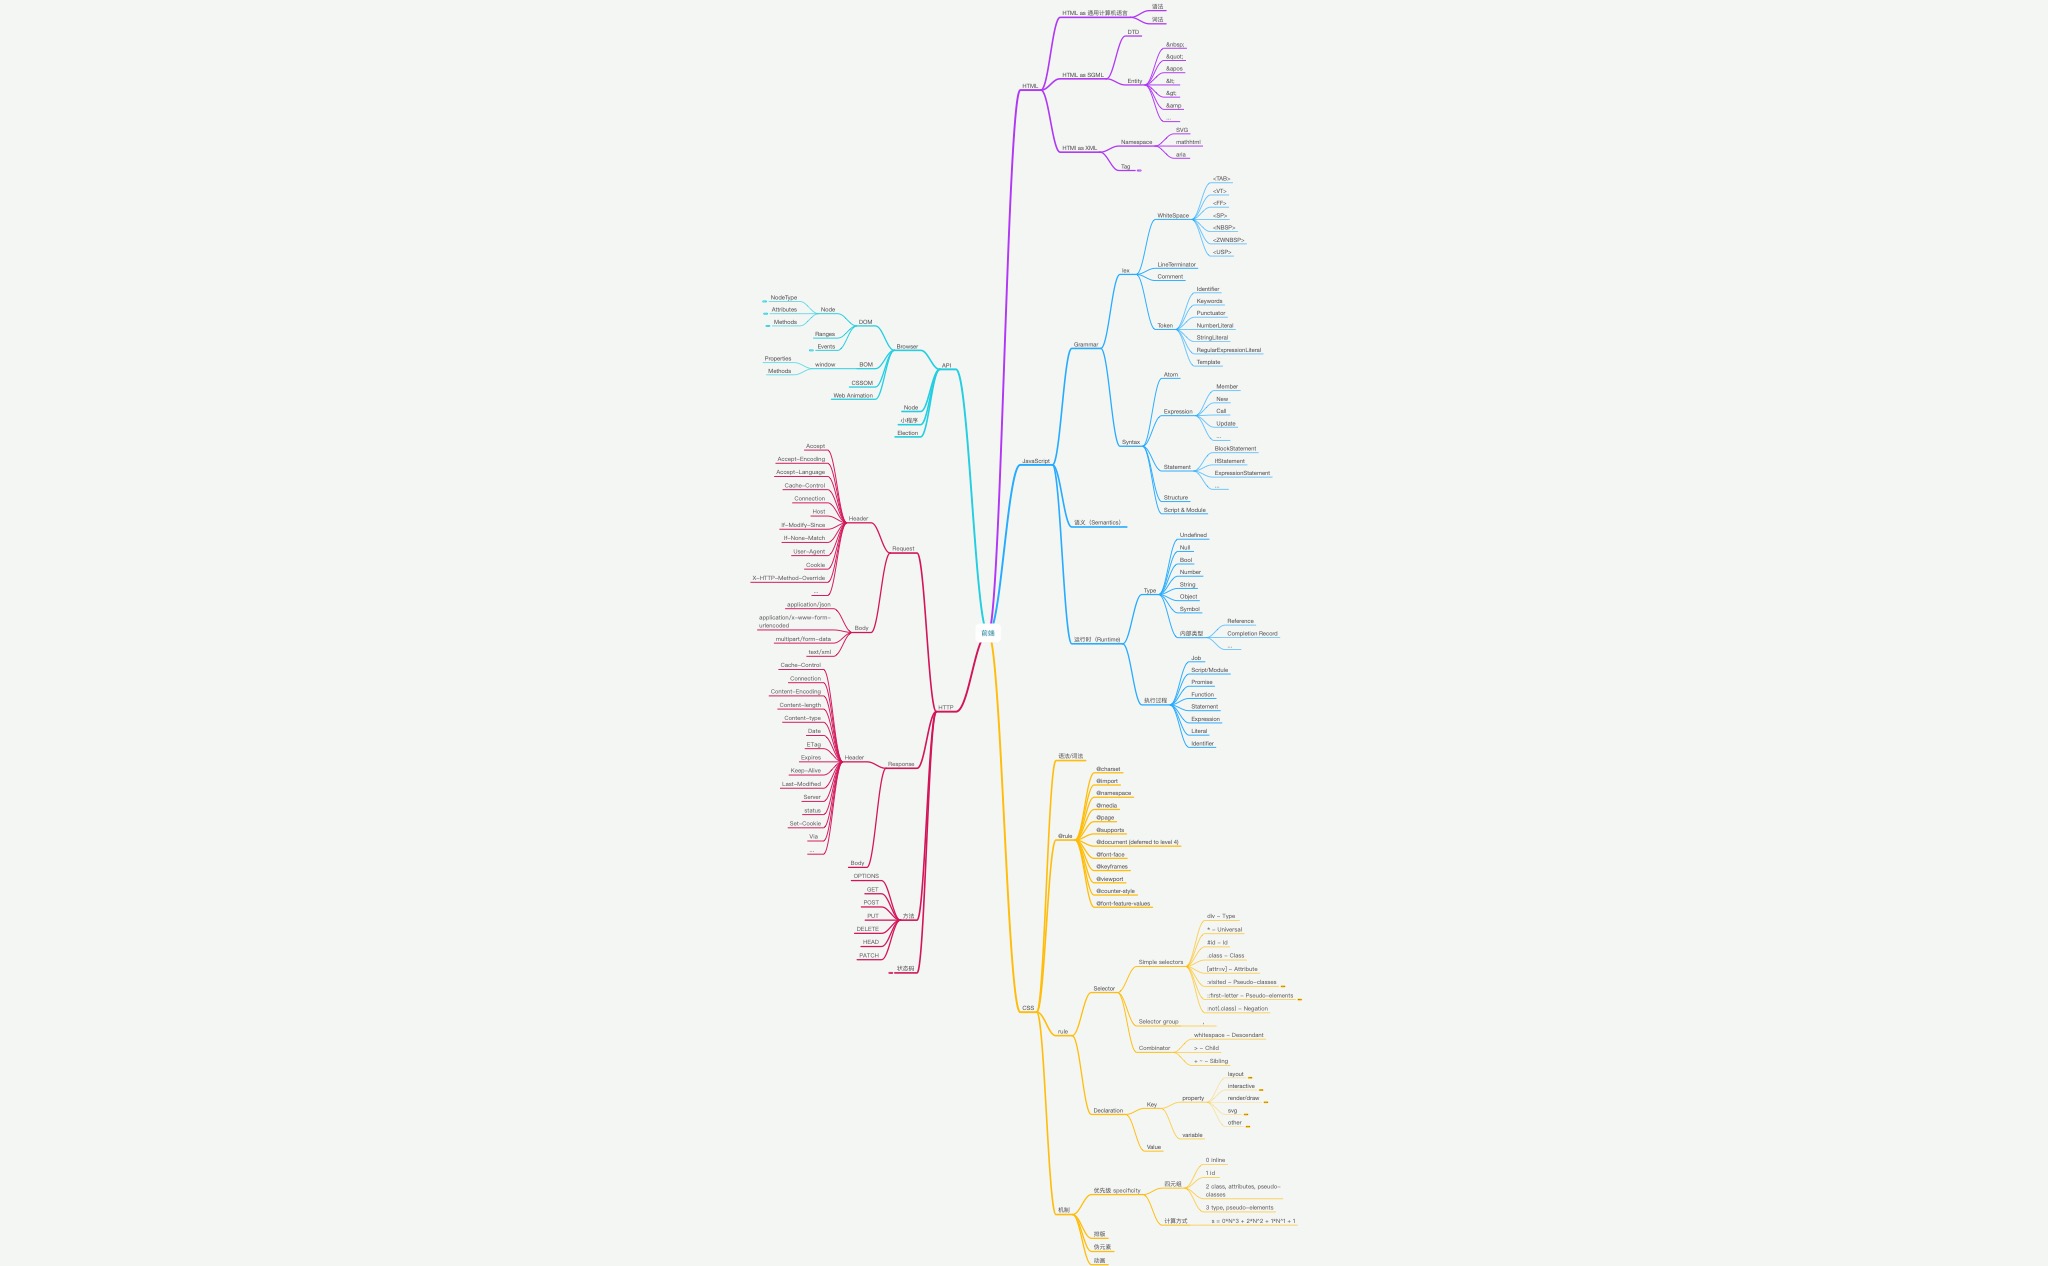 前端
HTML
HTML as 通用计算机语言
语法
词法
HTML as SGML
DTD
Entity
&nbsp;
&quot;
&apos
&lt;
&gt;
&amp
...
HTMl as XML
Namespace
SVG
mathhtml
aria
Tag
JavaScript
Grammar
lex
WhiteSpace
<TAB>
<VT>
<FF>
<SP>
<NBSP>
<ZWNBSP>
<USP>
LineTerminator
Comment
Token
Identifier
Keywords
Punctuator
NumberLiteral
StringLiteral
RegularExpressionLiteral
Template
Syntax
Atom
Expression
Member
New
Call
Update
...
Statement
BlockStatement
IfStatement
ExpressionStatement
...
Structure
Script & Module
语义（Semantics）
运行时（Runtime）
Type
Undefined
Null
Bool
Number
String
Object
Symbol
内部类型
Reference
Completion Record
...
执行过程
Job
Script/Module
Promise
Function
Statement
Expression
Literal
Identifier
CSS
语法/词法
@rule
@charset
@import
@namespace
@media
@page
@supports
@document (deferred to level 4)
@font-face
@keyframes
@viewport
@counter-style
@font-feature-values
rule
Selector
Simple selectors
div - Type
* - Universal
#id - Id
.class - Class
[attr=v] - Attribute
:visited - Pseudo-classes
::first-letter - Pseudo-elements
:not(.class) - Negation
Selector group
,
Combinator
whitespace - Descendant
> - Child
+ ~ - Sibling
Declaration
Key
property
layout
interactive
render/draw
svg
other
variable
Value
机制
优先级 specificity
四元组
0 inline
1 id
2 class, attributes, pseudo-
classes
3 type, pseudo-elements
计算方式
s = 0*N^3 + 2*N^2 + 1*N^1 + 1
排版
伪元素
动画
API
Browser
DOM
Node
NodeType
Attributes
Methods
Ranges
Events
BOM
window
Properties
Methods
CSSOM
Web Animation
Node
小程序
Election
HTTP
Request
Header
Accept
Accept-Encoding
Accept-Language
Cache-Control
Connection
Host
If-Modify-Since
If-None-Match
User-Agent
Cookie
X-HTTP-Method-Override
...
Body
application/json
application/x-www-form-
urlencoded
multipart/form-data
text/xml
Response
Header
Cache-Control
Connection
Content-Encoding
Content-length
Content-type
Date
ETag
Expires
Keep-Alive
Last-Modified
Server
status
Set-Cookie
Via
...
Body
方法
OPTIONS
GET
POST
PUT
DELETE
HEAD
PATCH
状态码